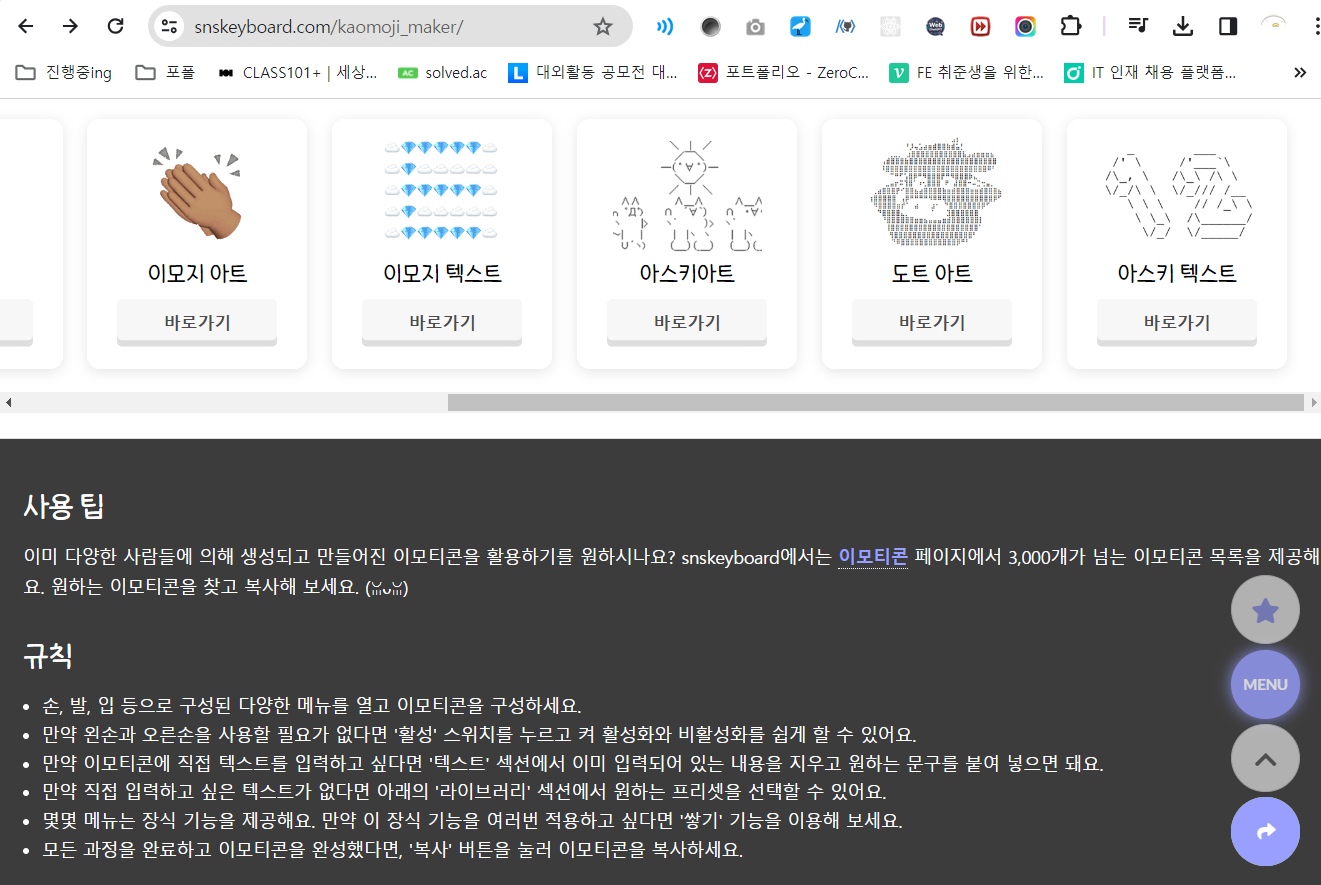 snskeyboard.com/kaomoji_maker/
진행중ing 포폴 CLASS101+ | 세상... AC solved.ac L 대외활동 공모전 대... 포트폴리오 - ZeroC... V FE 취준생을 위한... IT 인재 채용 플랫폼...
이모지 아트 이모지 텍스트 아스키아트 도트 아트 아스키 텍스트
바로가기 바로가기 바로가기 바로가기 바로가기
사용 팁
이미 다양한 사람들에 의해 생성되고 만들어진 이모티콘을 활용하기를 원하시나요? snskeyboard에서는 이모티콘 페이지에서 3,000개가 넘는 이모티콘 목록을 제공해
요. 원하는 이모티콘을 찾고 복사해 보세요.
규칙
• 손, 발, 입 등으로 구성된 다양한 메뉴를 열고 이모티콘을 구성하세요.
MENU
• 만약 왼손과 오른손을 사용할 필요가 없다면 '활성' 스위치를 누르고 켜 활성화와 비활성화를 쉽게 할 수 있어요.
• 만약 이모티콘에 직접 텍스트를 입력하고 싶다면 '텍스트' 섹션에서 이미 입력되어 있는 내용을 지우고 원하는 문구를 붙여 넣으면 돼요.
• 만약 직접 입력하고 싶은 텍스트가 없다면 아래의 '라이브러리' 섹션에서 원하는 프리셋을 선택할 수 있어요.
• 몇몇 메뉴는 장식 기능을 제공해요. 만약 이 장식 기능을 여러번 적용하고 싶다면 '쌓기' 기능을 이용해 보세요.
• 모든 과정을 완료하고 이모티콘을 완성했다면, '복사' 버튼을 눌러 이모티콘을 복사하세요.